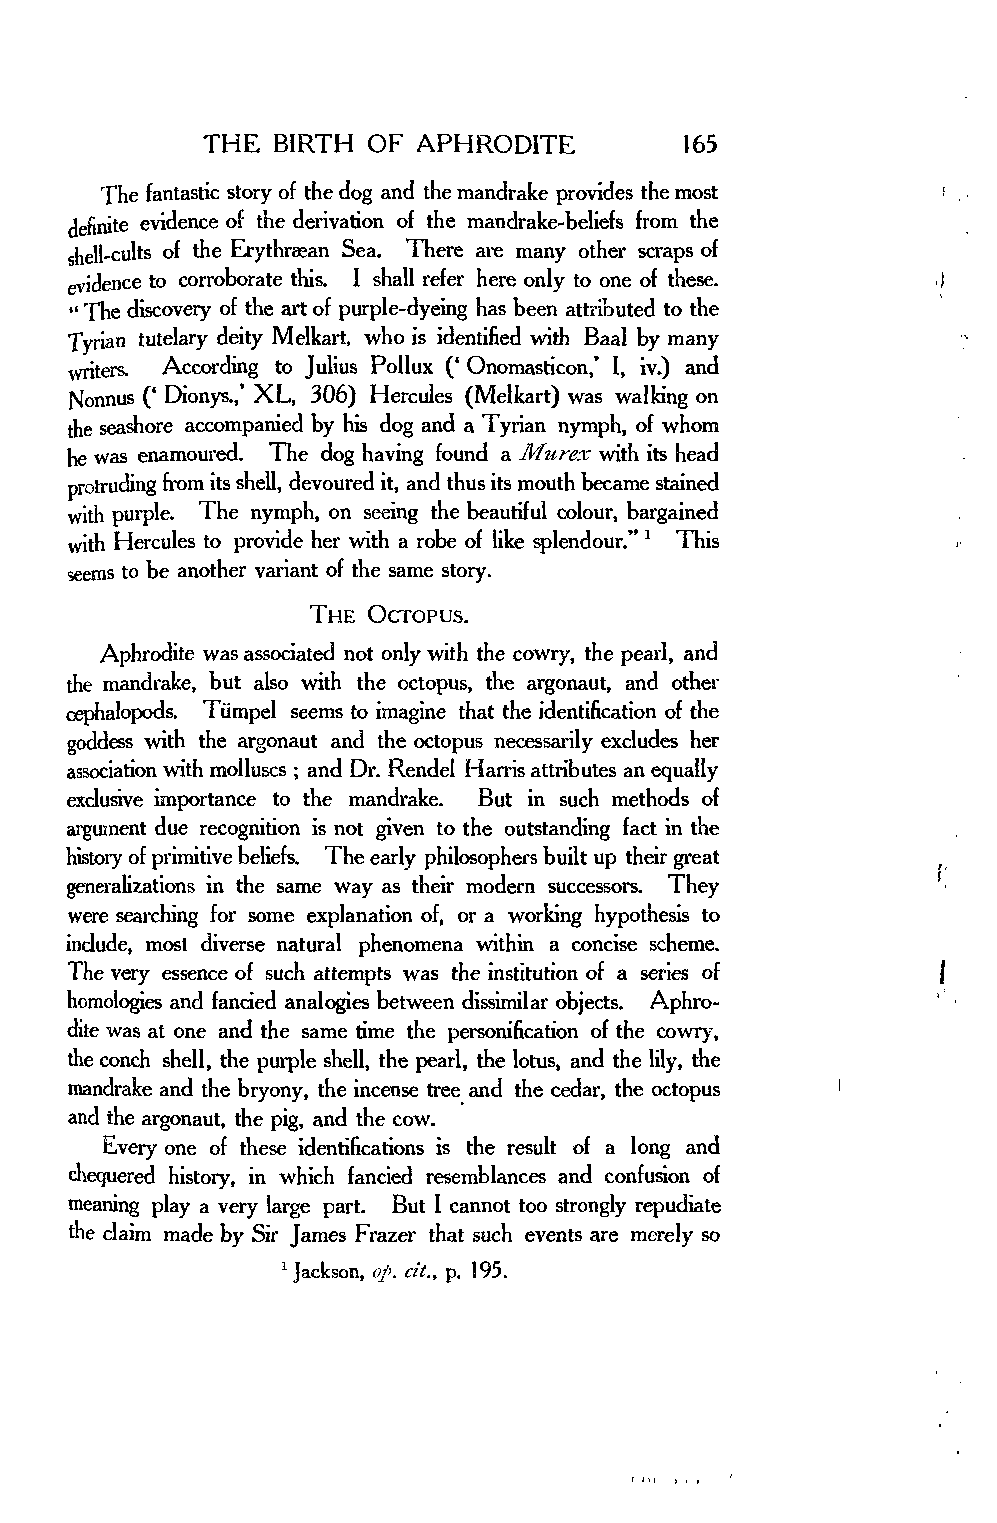 THE BIRTH OF APHRODITE 165
The fantastic story of the dog and the mandrake provides the most
definite evidence of the derivation of the mandrake-beliefs from the
shell-cults of the Erythræan Sea. There are many other scraps of
evidence to corroborate this. I shall refer here only to one of these.
“ The discovery of the art of purple-dyeing has been attributed to the
Tyrian tutelary deity Melkart, who is identified with Baal by many
writers. According to Julius Pollux (‘ Onomasticon,’ I, iv.) and
Nonnus (‘ Dionys.,’ XL, 306) Hercules (Melkart) was walking on
the seashore accompanied by his dog and a Tyrian nymph, of whom
he was enamoured. The dog having found a Murex with its head
protruding from its shell, devoured it, and thus its mouth became stained
with purple. The nymph, on seeing the beautiful colour, bargained
with Hercules to provide her with a robe of like splendour.” 1 This
seems to be another variant of the same story.
THE OCTOPUS.
Aphrodite was associated not only with the cowry, the pearl, and
the mandrake, but also with the octopus, the argonaut, and other
cephalopods. Tümpel seems to imagine that the identification of the
goddess with the argonaut and the octopus necessarily excludes her
association with molluscs ; and Dr. Rendel Harris attributes an equally
exclusive importance to the mandrake. But in such methods of
argument due recognition is not given to the outstanding fact in the
history of primitive beliefs. The early philosophers built up their great
generalizations in the same way as their modern successors. They
were searching for some explanation of, or a working hypothesis to
include, most diverse natural phenomena within a concise scheme.
The very essence of such attempts was the institution of a series of
homologies and fancied analogies between dissimilar objects. Aphro-
dite was at one and the same time the personification of the cowry,
the conch shell, the purple shell, the pearl, the lotus, and the lily, the
mandrake and the bryony, the incense tree and the cedar, the octopus
and the argonaut, the pig, and the cow.
Every one of these identifications is the result of a long and
chequered history, in which fancied resemblances and confusion of
meaning play a very large part. But I cannot too strongly repudiate
the claim made by Sir James Frazer that such events are merely so
1 Jackson, op. cit., p. 195.